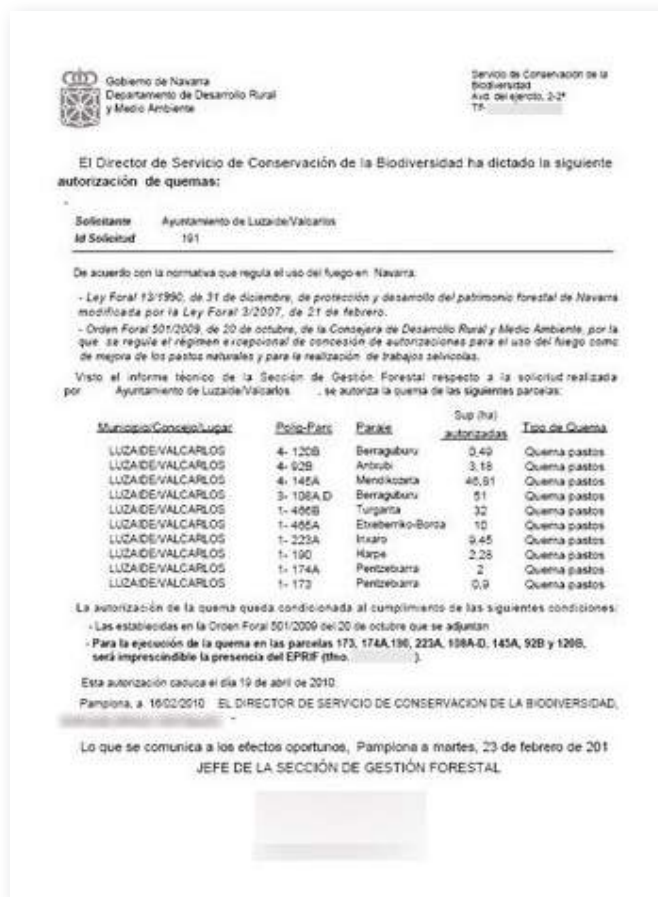 Gobierno de Navarra
Departamento de Desarrollo Rural
y Medio Ambiente
Servicio de Conservación de la
Biodiversidad
Avd. del ejercito, 2-2ª
Tlf-
El Director de Servicio de Conservación de la Biodiversidad ha dictado la siguiente
autorización de quemas:
Solicitante Ayuntamiento de Luzaide/Valcarlos
Id Solicitud 191
De acuerdo con la normativa que regula el uso del fuego en Navarra:
- Ley Foral 13/1990, de 31 de diciembre, de protección y desarrollo del patrimonio forestal de Navarra
modificada por la Ley Foral 3/2007, de 21 de febrero.
- Orden Foral 501/2009, de 20 de octubre, de la Consejera de Desarrollo Rural y Medio Ambiente, por la
que se regula el régimen excepcional de concesión de autorizaciones para el uso del fuego como
de mejora de los pastos naturales y para la realización de trabajos selvícolas.
Visto el informe técnico de la Sección de Gestión Forestal respecto a la solicitud realizada
por Ayuntamiento de Luzaide/Valcarlos , se autoriza la quema de las siguientes parcelas:
Municipio/Concejo/Lugar Polig-Parc Paraje Sup (ha) autorizadas Tipo de Quema
LUZAIDE/VALCARLOS 4- 120B Berraguburu 0,49 Quema pastos
LUZAIDE/VALCARLOS 4- 92B Antxubi 3,18 Quema pastos
LUZAIDE/VALCARLOS 4- 145A Mendikozeta 46,81 Quema pastos
LUZAIDE/VALCARLOS 3- 108A,D Berraguburu 51 Quema pastos
LUZAIDE/VALCARLOS 1- 466B Turganta 32 Quema pastos
LUZAIDE/VALCARLOS 1- 465A Etxeberriko-Borda 10 Quema pastos
LUZAIDE/VALCARLOS 1- 223A Inxaro 9,45 Quema pastos
LUZAIDE/VALCARLOS 1- 190 Harpe 2,28 Quema pastos
LUZAIDE/VALCARLOS 1- 174A Pentzebarra 2 Quema pastos
LUZAIDE/VALCARLOS 1- 173 Pentzebarra 0,9 Quema pastos
La autorización de la quema queda condicionada al cumplimiento de las siguientes condiciones:
- Las establecidas en la Orden Foral 501/2009 del 20 de octubre que se adjuntan
- Para la ejecución de la quema en las parcelas 173, 174A,190, 223A, 108A-D, 145A, 92B y 120B,
será imprescindible la presencia del EPRIF (tfno. ).
Esta autorización caduca el día 19 de abril de 2010.
Pamplona, a 16/02/2010 EL DIRECTOR DE SERVICIO DE CONSERVACIÓN DE LA BIODIVERSIDAD,
Lo que se comunica a los efectos oportunos, Pamplona a martes, 23 de febrero de 201
JEFE DE LA SECCIÓN DE GESTIÓN FORESTAL